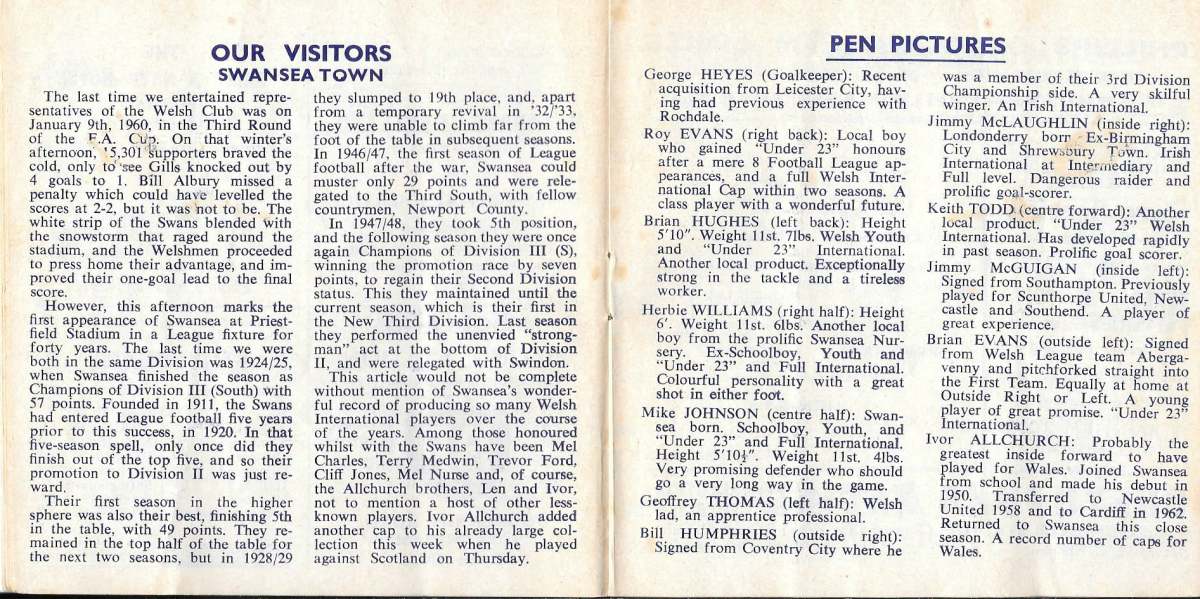 OUR VISITORS
SWANSEA TOWN
The last time we entertained repre-
sentatives of the Welsh Club was on
January 9th, 1960, in the Third Round
of the F.A. Cup. On that winter's
afternoon, 15,301 supporters braved the
cold, only to see Gills knocked out by
4 goals to 1. Bill Albury missed a
penalty which could have levelled the
scores at 2-2, but it was not to be. The
white strip of the Swans blended with
the snowstorm that raged around the
stadium, and the Welshmen proceeded
to press home their advantage, and im-
proved their one-goal lead to the final
score.
However, this afternoon marks the
first appearance of Swansea at Priest-
field Stadium in a League fixture for
forty years. The last time we were
both in the same Division was 1924/25,
when Swansea finished the season as
Champions of Division III (South) with
57 points. Founded in 1911, the Swans
had entered League football five years
prior to this success, in 1920. In that
five-season spell, only once did they
finish out of the top five, and so their
promotion to Division II was just re-
ward.
Their first season in the higher
sphere was also their best, finishing 5th
in the table, with 49 points. They re-
mained in the top half of the table for
the next two seasons, but in 1928/29
they slumped to 19th place, and, apart
from a temporary revival in '32/'33,
they were unable to climb far from the
foot of the table in subsequent seasons.
In 1946/47, the first season of League
football after the war, Swansea could
muster only 29 points and were rele-
gated to the Third South, with fellow
countrymen, Newport County.
In 1947/48, they took 5th position,
and the following season they were once
again Champions of Division III (S),
winning the promotion race by seven
points, to regain their Second Division
status. This they maintained until the
current season, which is their first in
the New Third Division. Last season
they performed the unenvied "strong-
man" act at the bottom of Division
II, and were relegated with Swindon.
This article would not be complete
without mention of Swansea's wonder-
ful record of producing so many Welsh
International players over the course
of the years. Among those honoured
whilst with the Swans have been Mel
Charles, Terry Medwin, Trevor Ford,
Cliff Jones, Mel Nurse and, of course,
the Allchurch brothers, Len and Ivor,
not to mention a host of other less-
known players. Ivor Allchurch added
another cap to his already large col-
lection this week when he played
against Scotland on Thursday.
PEN PICTURES
George HEYES (Goalkeeper): Recent
acquisition from Leicester City, hav-
ing had previous experience with
Rochdale.
Roy EVANS (right back): Local boy
who gained "Under 23" honours
after a mere 8 Football League ap-
pearances, and a full Welsh Inter-
national Cap within two seasons. A
class player with a wonderful future.
Brian HUGHES (left back): Height
5'10". Weight 11st. 7lbs. Welsh Youth
and "Under 23" International.
Another local product. Exceptionally
strong in the tackle and a tireless
worker.
Herbie WILLIAMS (right half): Height
6'. Weight 11st. 6lbs. Another local
boy from the prolific Swansea Nur-
sery. Ex-Schoolboy, Youth and
"Under 23" and Full International.
Colourful personality with a great
shot in either foot.
Mike JOHNSON (centre half): Swan-
sea born. Schoolboy, Youth, and
"Under 23" and Full International.
Height 5'10½". Weight 11st. 4lbs.
Very promising defender who should
go a very long way in the game.
Geoffrey THOMAS (left half): Welsh
lad, an apprentice professional.
Bill HUMPHRIES (outside right):
Signed from Coventry City where he
was a member of their 3rd Division
Championship side. A very skilful
winger. An Irish International.
Jimmy McLAUGHLIN (inside right):
Londonderry born Ex-Birmingham
City and Shrewsbury Town. Irish
International at Intermediary and
Full level. Dangerous raider and
prolific goal-scorer.
Keith TODD (centre forward): Another
local product. "Under 23" Welsh
International. Has developed rapidly
in past season. Prolific goal scorer.
Jimmy McGUIGAN (inside left):
Signed from Southampton. Previously
played for Scunthorpe United, New-
castle and Southend. A player of
great experience.
Brian EVANS (outside left): Signed
from Welsh League team Aberga-
venny and pitchforked straight into
the First Team. Equally at home at
Outside Right or Left. A young
player of great promise. "Under 23"
International.
Ivor ALLCHURCH: Probably the
greatest inside forward to have
played for Wales. Joined Swansea
from school and made his debut in
1950. Transferred to Newcastle
United 1958 and to Cardiff in 1962.
Returned to Swansea this close
season. A record number of caps for
Wales.